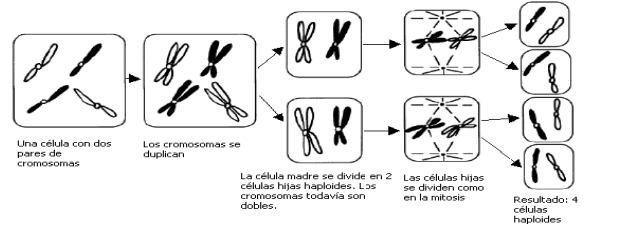 Una célula con dos
pares de
cromosomas
Los cromosomas se
duplican
La célula madre se divide en 2
células hijas haploides. Los
cromosomas todavía son
dobles.
Las células hijas
se dividen como
en la mitosis
Resultado: 4
células
haploides